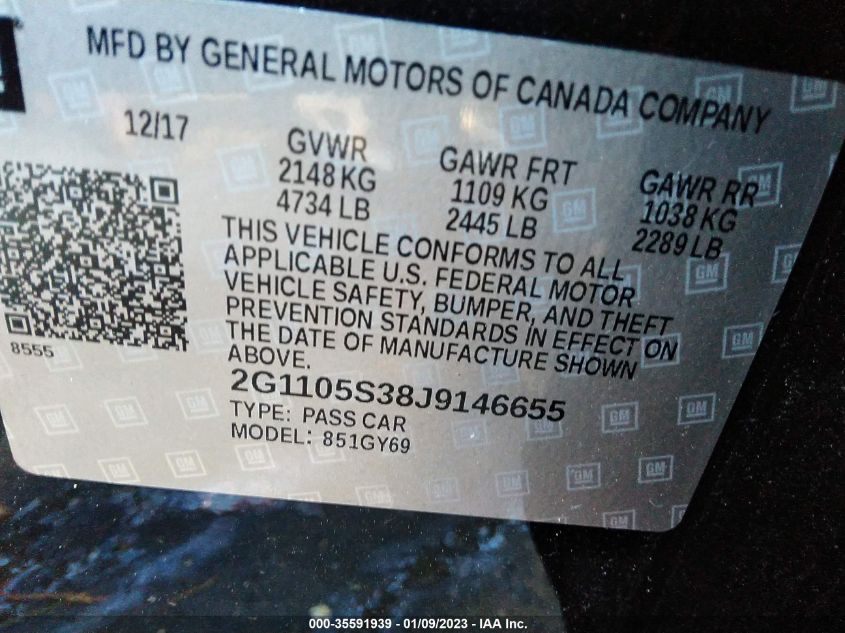 MFD BY GENERAL MOTORS OF CANADA COMPANY
12/17
GVWR
2148 KG
4734 LB
GAWR FRT
1109 KG
2445 LB
GAWR RR
1038 KG
2289 LB
THIS VEHICLE CONFORMS TO ALL
APPLICABLE U.S. FEDERAL MOTOR
VEHICLE SAFETY, BUMPER, AND THEFT
PREVENTION STANDARDS IN EFFECT ON
THE DATE OF MANUFACTURE SHOWN
ABOVE.
8555
2G1105S38J9146655
TYPE: PASS CAR
MODEL: 851GY69
000-35591939 - 01/09/2023 - IAA Inc.